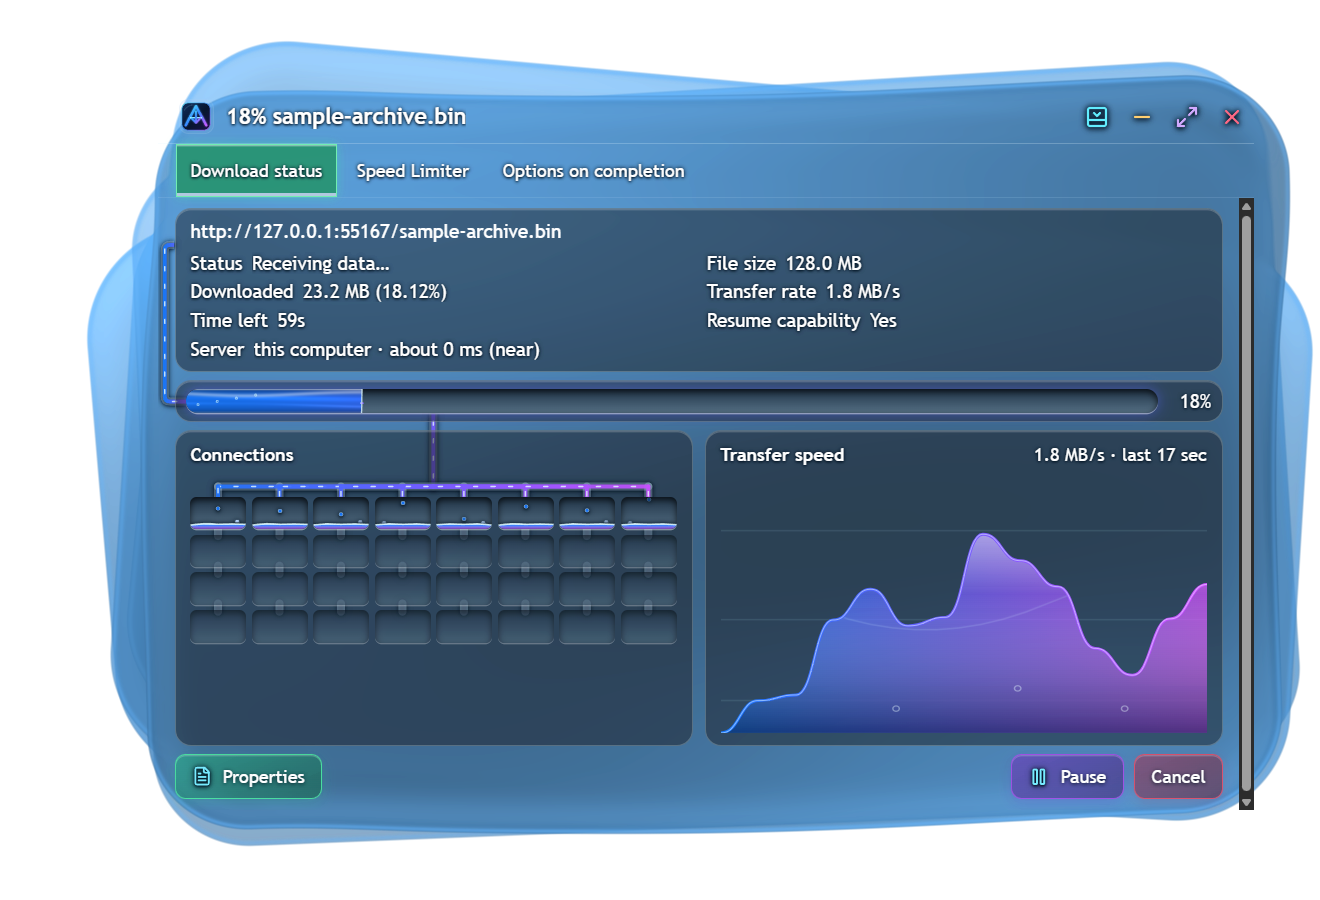 18% sample-archive.bin
Download status
Speed Limiter
Options on completion
http://127.0.0.1:55167/sample-archive.bin
Status Receiving data...
File size 128.0 MB
Downloaded 23.2 MB (18.12%)
Transfer rate 1.8 MB/s
Time left 59s
Resume capability Yes
Server this computer · about 0 ms (near)
18%
Connections
Transfer speed
1.8 MB/s · last 17 sec
Properties
Pause
Cancel